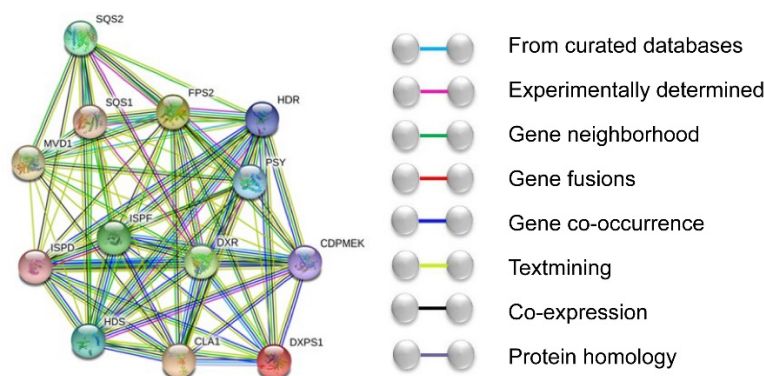 SQS2
SQS1
FPS2
HDR
MVD1
PSY
ISPF
ISPD
DXR
CDPMEK
HDS
CLA1
DXPS1
From curated databases
Experimentally determined
Gene neighborhood
Gene fusions
Gene co-occurrence
Textmining
Co-expression
Protein homology